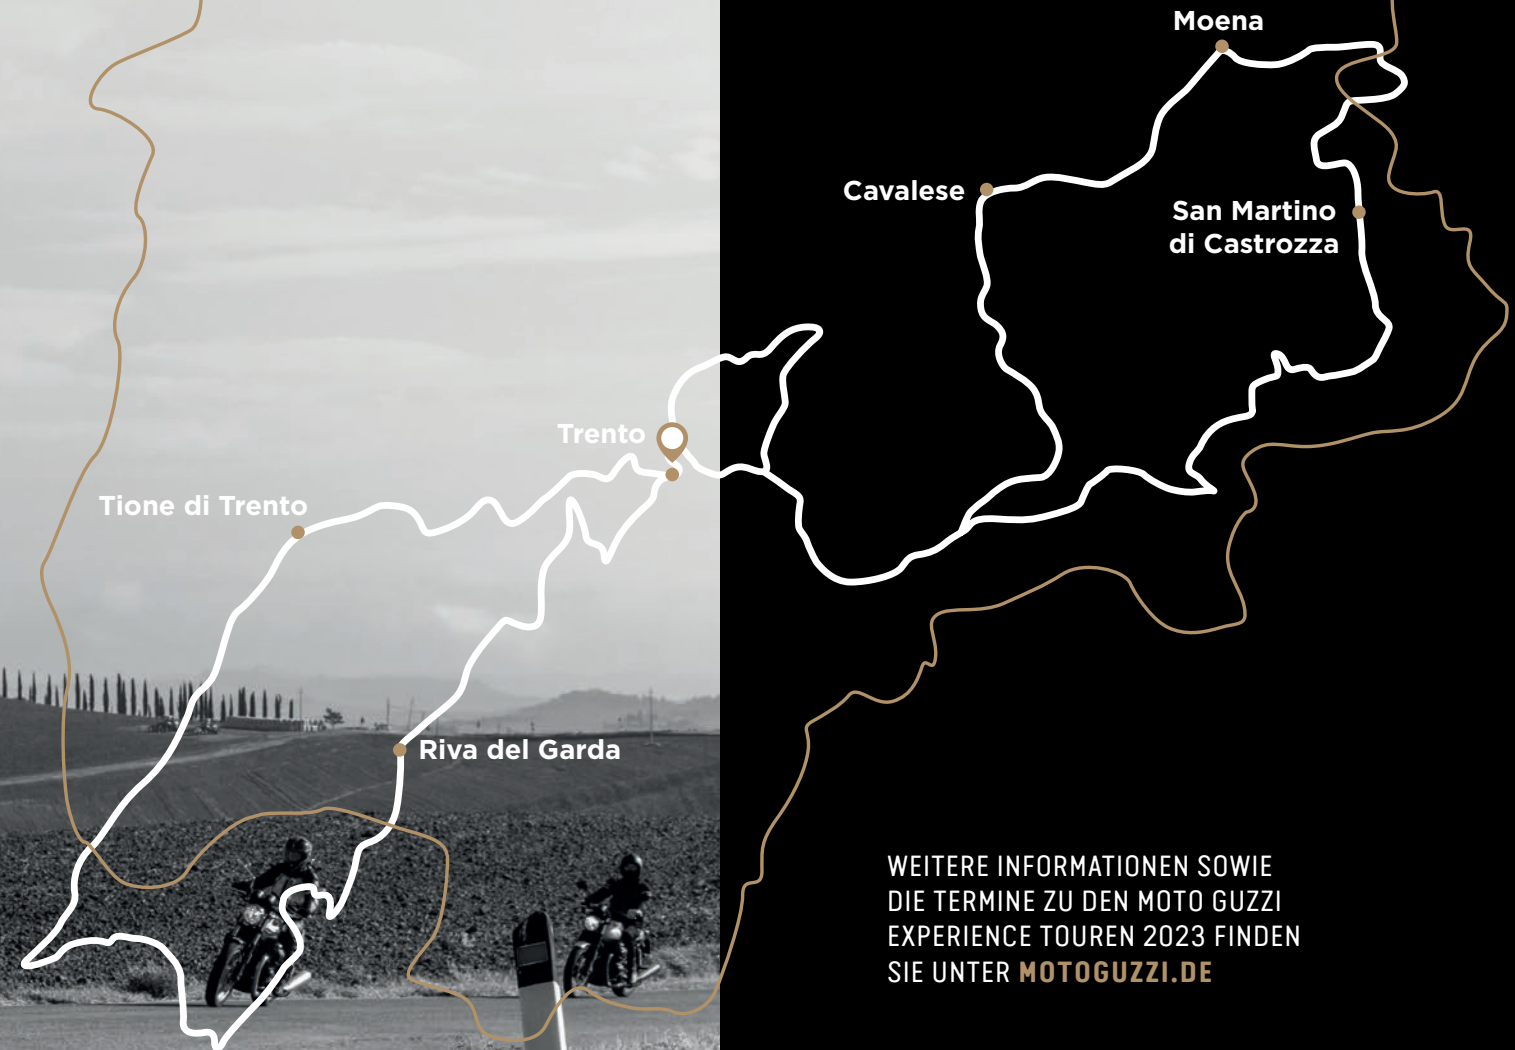 Moena
Cavalese
San Martino
di Castrozza
Trento
Tione di Trento
Riva del Garda
WEITERE INFORMATIONEN SOWIE
DIE TERMINE ZU DEN MOTO GUZZI
EXPERIENCE TOUREN 2023 FINDEN
SIE UNTER MOTOGUZZI.DE